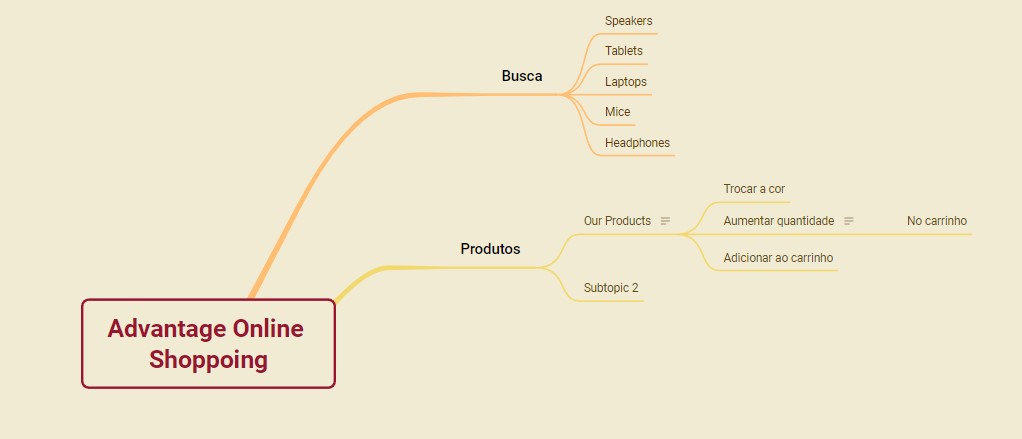 Speakers
Tablets
Busca
Laptops
Mice
Headphones
Trocar a cor
Our Products
Aumentar quantidade
No carrinho
Produtos
Adicionar ao carrinho
Subtopic 2
Advantage Online
Shoppoing